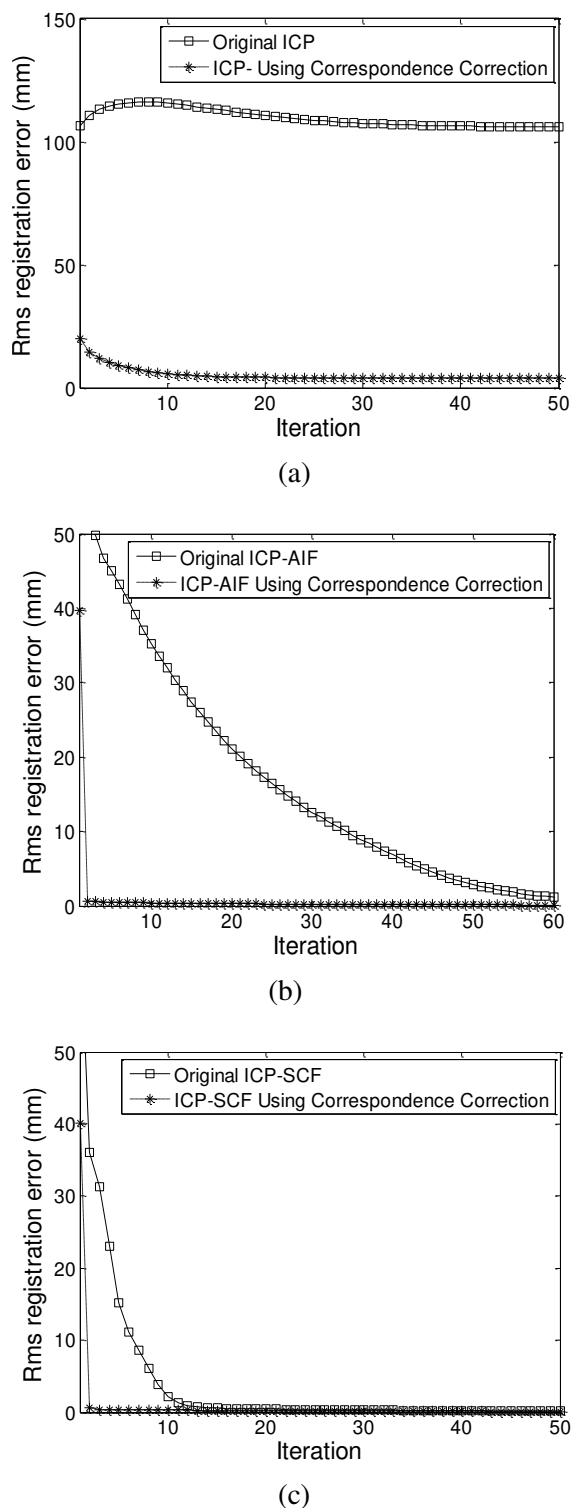 150
100
50
0
Rms registration error (mm)
Original ICP
ICP- Using Correspondence Correction
10 20 30 40 50
Iteration
(a)
50
40
30
20
10
0
Rms registration error (mm)
Original ICP-AIF
ICP-AIF Using Correspondence Correction
10 20 30 40 50 60
Iteration
(b)
50
40
30
20
10
0
Rms registration error (mm)
Original ICP-SCF
ICP-SCF Using Correspondence Correction
10 20 30 40 50
Iteration
(c)